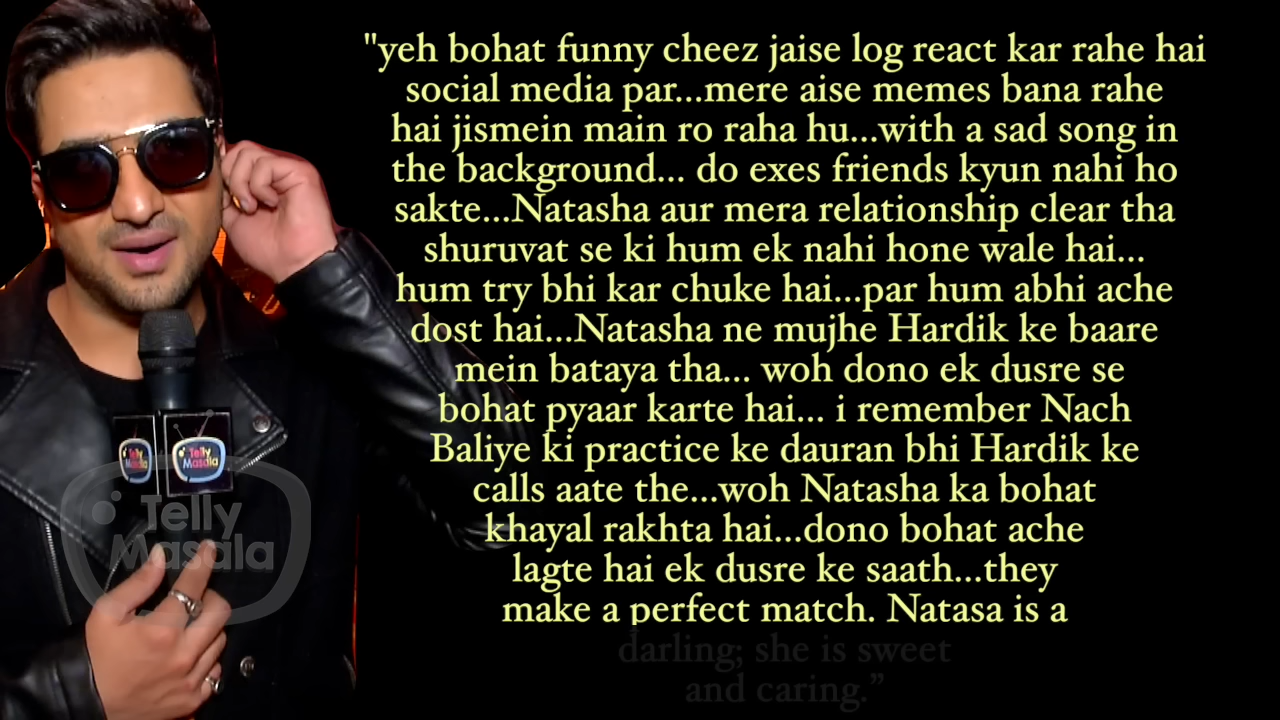 "yeh bohat funny cheez jaise log react kar rahe hai
social media par...mere aise memes bana rahe
hai jismein main ro raha hu...with a sad song in
the background... do exes friends kyun nahi ho
sakte...Natasha aur mera relationship clear tha
shuruvat se ki hum ek nahi hone wale hai...
hum try bhi kar chuke hai...par hum abhi ache
dost hai...Natasha ne mujhe Hardik ke baare
mein bataya tha... woh dono ek dusre se
bohat pyaar karte hai... i remember Nach
Baliye ki practice ke dauran bhi Hardik ke
calls aate the...woh Natasha ka bohat
khayal rakhta hai...dono bohat ache
lagte hai ek dusre ke saath...they
make a perfect match. Natasa is a
darling; she is sweet
and caring.”
Telly
Masala
Telly
Masala
Telly
Masala